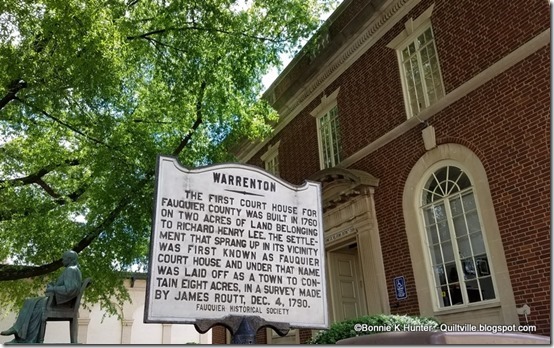 WARRENTON
THE FIRST COURT HOUSE FOR
FAUQUIER COUNTY WAS BUILT IN 1760
ON TWO ACRES OF LAND BELONGING
TO RICHARD HENRY LEE. THE SETTLE-
MENT THAT SPRANG UP IN ITS VICINITY
WAS FIRST KNOWN AS FAUQUIER
COURT HOUSE AND UNDER THAT NAME
WAS LAID OFF AS A TOWN TO CON-
TAIN EIGHT ACRES, IN A SURVEY MADE
BY JAMES ROUTT, DEC. 4, 1790.
FAUQUIER HISTORICAL SOCIETY
©Bonnie K Hunter Quiltville.blogspot.com